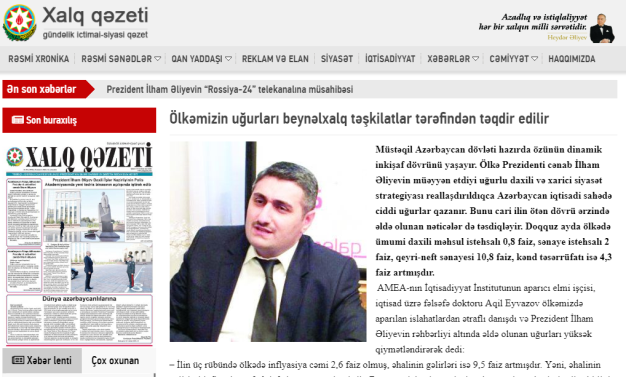 Xalq qəzeti
gündəlik ictimai-siyasi qəzet
Azadlıq və istiqlaliyyət
hər bir xalqın milli sərvətidir.
Heydər Əliyev
RƏSMİ XRONİKA RƏSMİ SƏNƏDLƏR QAN YADDAŞI REKLAM VƏ ELAN SİYASƏT İQTİSADİYYAT XƏBƏRLƏR CƏMİYYƏT HAQQIMIZDA
Ən son xəbərlər Prezident İlham Əliyevin “Rossiya-24” telekanalına müsahibəsi
Son buraxılış
XALQ QƏZETİ
Dünya azərbaycanlılarına
Xəbər lenti Çox oxunan
Ölkəmizin uğurları beynəlxalq təşkilatlar tərəfindən təqdir edilir
Müstəqil Azərbaycan dövləti hazırda özünün dinamik
inkişaf dövrünü yaşayır. Ölkə Prezidenti cənab İlham
Əliyevin müəyyən etdiyi uğurlu daxili və xarici siyasət
strategiyası reallaşdırıldıqca Azərbaycan iqtisadi sahədə
ciddi uğurlar qazanır. Bunu cari ilin ötən dövrü ərzində
əldə olunan nəticələr də təsdiqləyir. Doqquz ayda ölkədə
ümumi daxili məhsul istehsalı 0,8 faiz, sənaye istehsalı 2
faiz, qeyri-neft sənayesi 10,8 faiz, kənd təsərrüfatı isə 4,3
faiz artmışdır.
AMEA-nın İqtisadiyyat İnstitutunun aparıcı elmi işçisi,
iqtisad üzrə fəlsəfə doktoru Aqil Eyvazov ölkəmizdə
aparılan islahatlardan ətraflı danışdı və Prezident İlham
Əliyevin rəhbərliyi altında əldə olunan uğurları yüksək
qiymətləndirərək dedi:
– İlin üç rübündə ölkədə inflyasiya cəmi 2,6 faiz olmuş, əhalinin gəlirləri isə 9,5 faiz artmışdır. Yəni, əhalinin